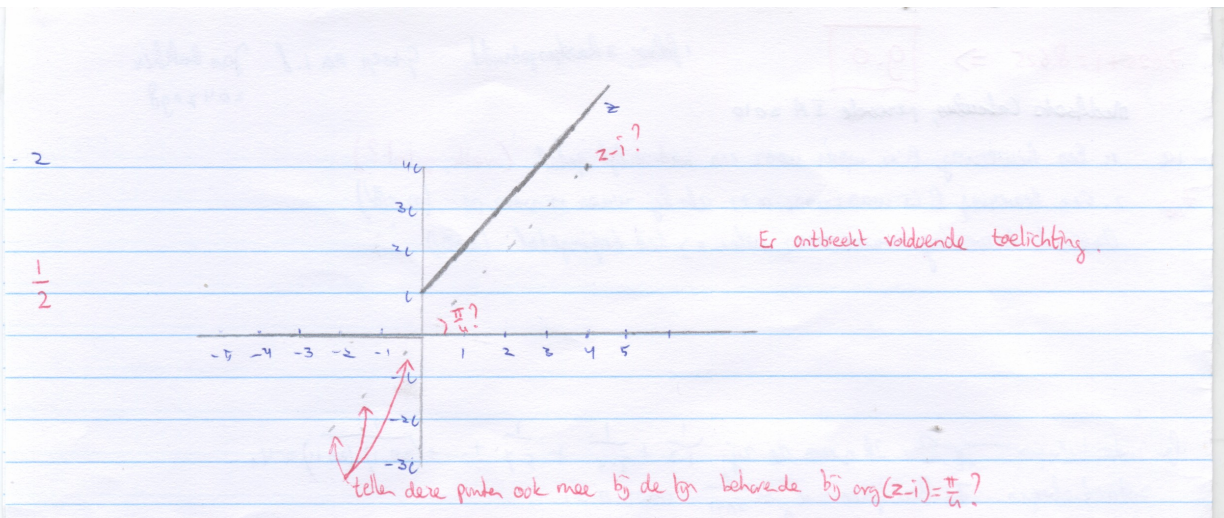 z
z-i?
- 2
4i
3i
Er ontbreekt voldoende toelichting.
2i
1/2
i
π/4?
-5 -4 -3 -2 -1 1 2 3 4 5
-i
-2i
-3i
tellen deze punten ook mee bij de lijn behorende bij arg(z-i)=π/4?